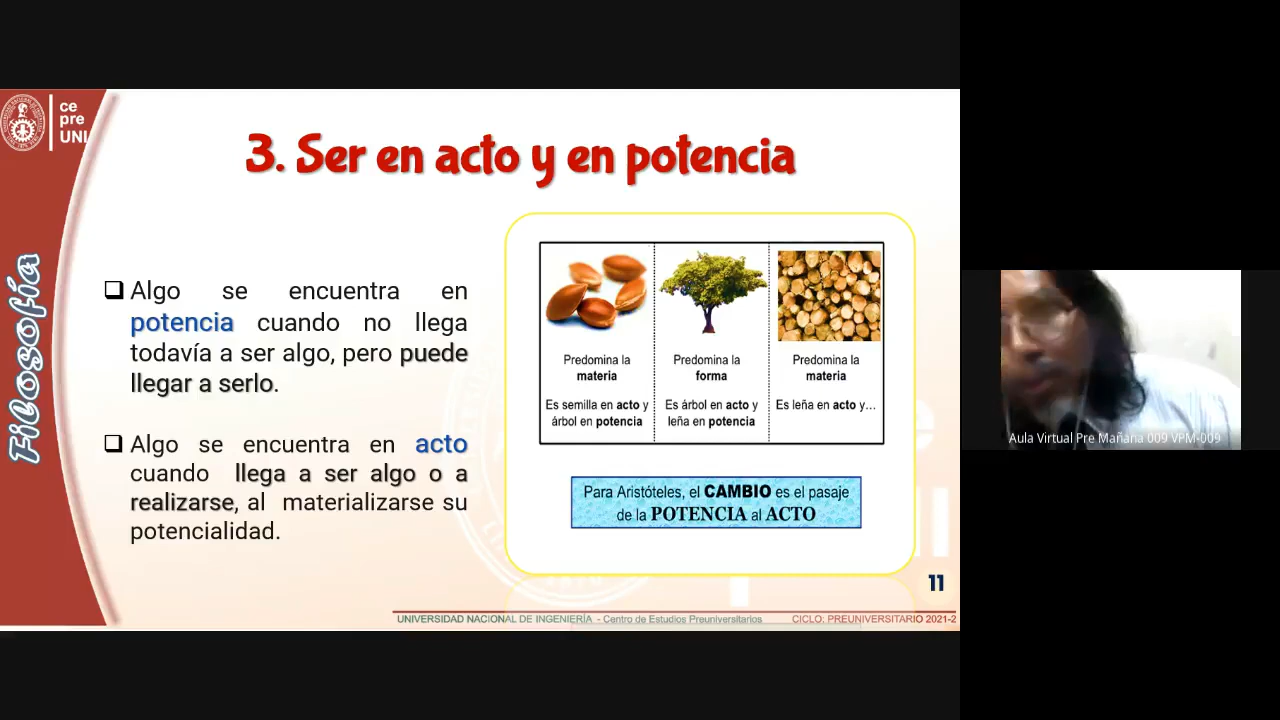 ce
pre
UNI
3. Ser en acto y en potencia
Filosofía
Algo se encuentra en
potencia cuando no llega
todavía a ser algo, pero puede
llegar a serlo.
Algo se encuentra en acto
cuando llega a ser algo o a
realizarse, al materializarse su
potencialidad.
Predomina la
materia
Es semilla en acto y
árbol en potencia
Predomina la
forma
Es árbol en acto y
leña en potencia
Predomina la
materia
Es leña en acto y...
Para Aristóteles, el CAMBIO es el pasaje
de la POTENCIA al ACTO
11
UNIVERSIDAD NACIONAL DE INGENIERÍA - Centro de Estudios Preuniversitarios
CICLO: PREUNIVERSITARIO 2021-2
Aula Virtual Pre Mañana 009 VPM-009